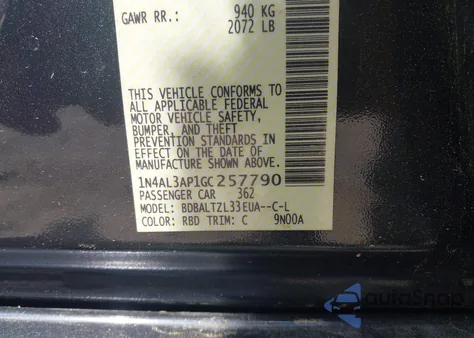 GAWR RR.: 940 KG
2072 LB
THIS VEHICLE CONFORMS TO
ALL APPLICABLE FEDERAL
MOTOR VEHICLE SAFETY,
BUMPER, AND THEFT
PREVENTION STANDARDS
IN EFFECT ON THE DATE OF
MANUFACTURE SHOWN ABOVE.
1N4AL3AP1GC257790
PASSENGER CAR 362
MODEL: BDBALTZL33EUA--C-L
COLOR: RBD TRIM: C 9N00A
AutoSnap